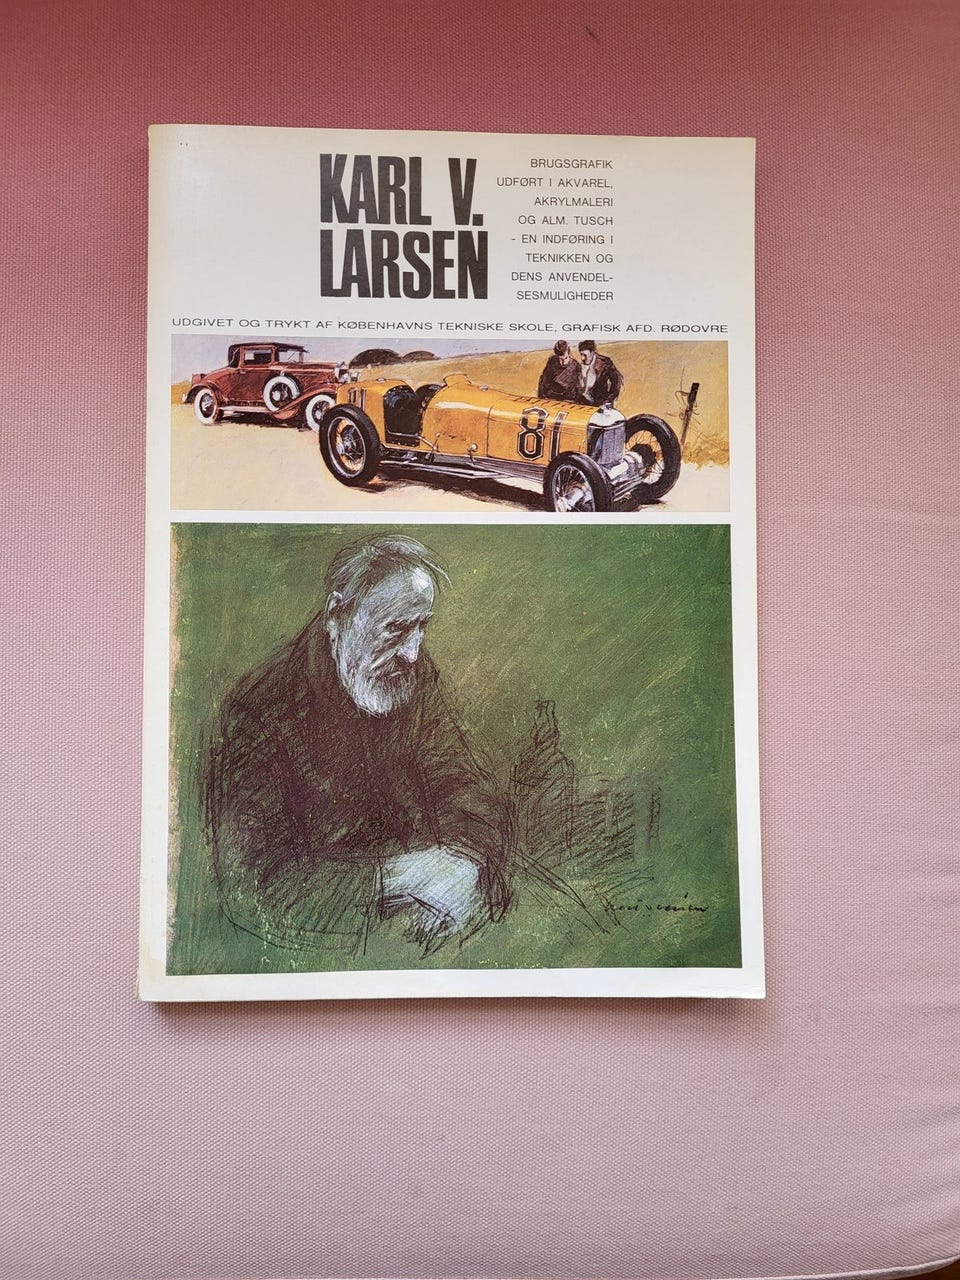 KARL V.
LARSEN
BRUGSGRAFIK
UDFØRT I AKVAREL,
AKRYLMALERI
OG ALM. TUSCH
- EN INDFØRING I
TEKNIKKEN OG
DENS ANVENDEL-
SESMULIGHEDER
UDGIVET OG TRYKT AF KØBENHAVNS TEKNISKE SKOLE, GRAFISK AFD. RØDOVRE
81